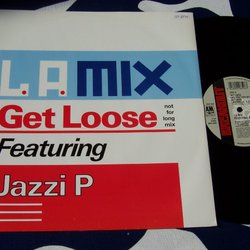 L.A. MIX
Get Loose
not
for
long
mix
Featuring
Jazzi P